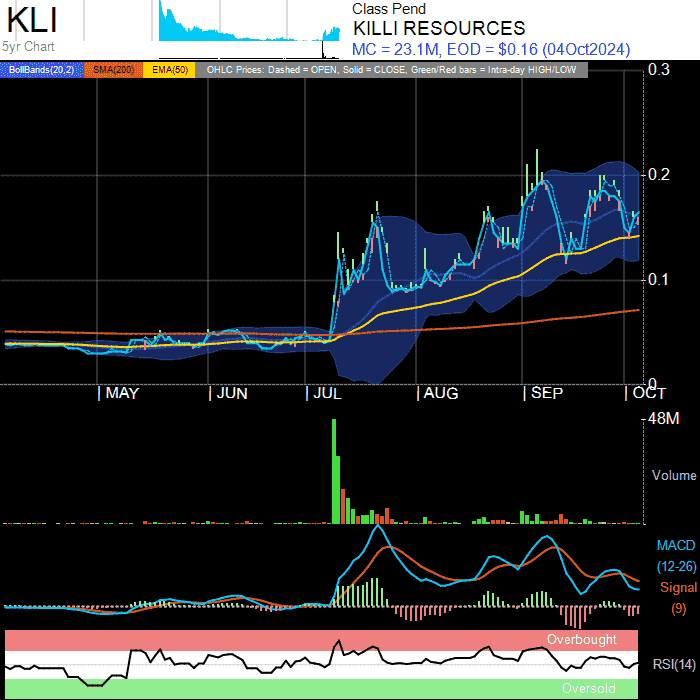 KLI
5yr Chart
Class Pend
KILLI RESOURCES
MC = 23.1M, EOD = $0.16 (04Oct2024)
BollBands(20,2) SMA(200) EMA(50) OHLC Prices: Dashed = OPEN, Solid = CLOSE, Green/Red bars = Intra-day HIGH/LOW
0.3
0.2
0.1
0
MAY JUN JUL AUG SEP OCT
48M
Volume
MACD
(12-26)
Signal
(9)
Overbought
RSI(14)
Oversold